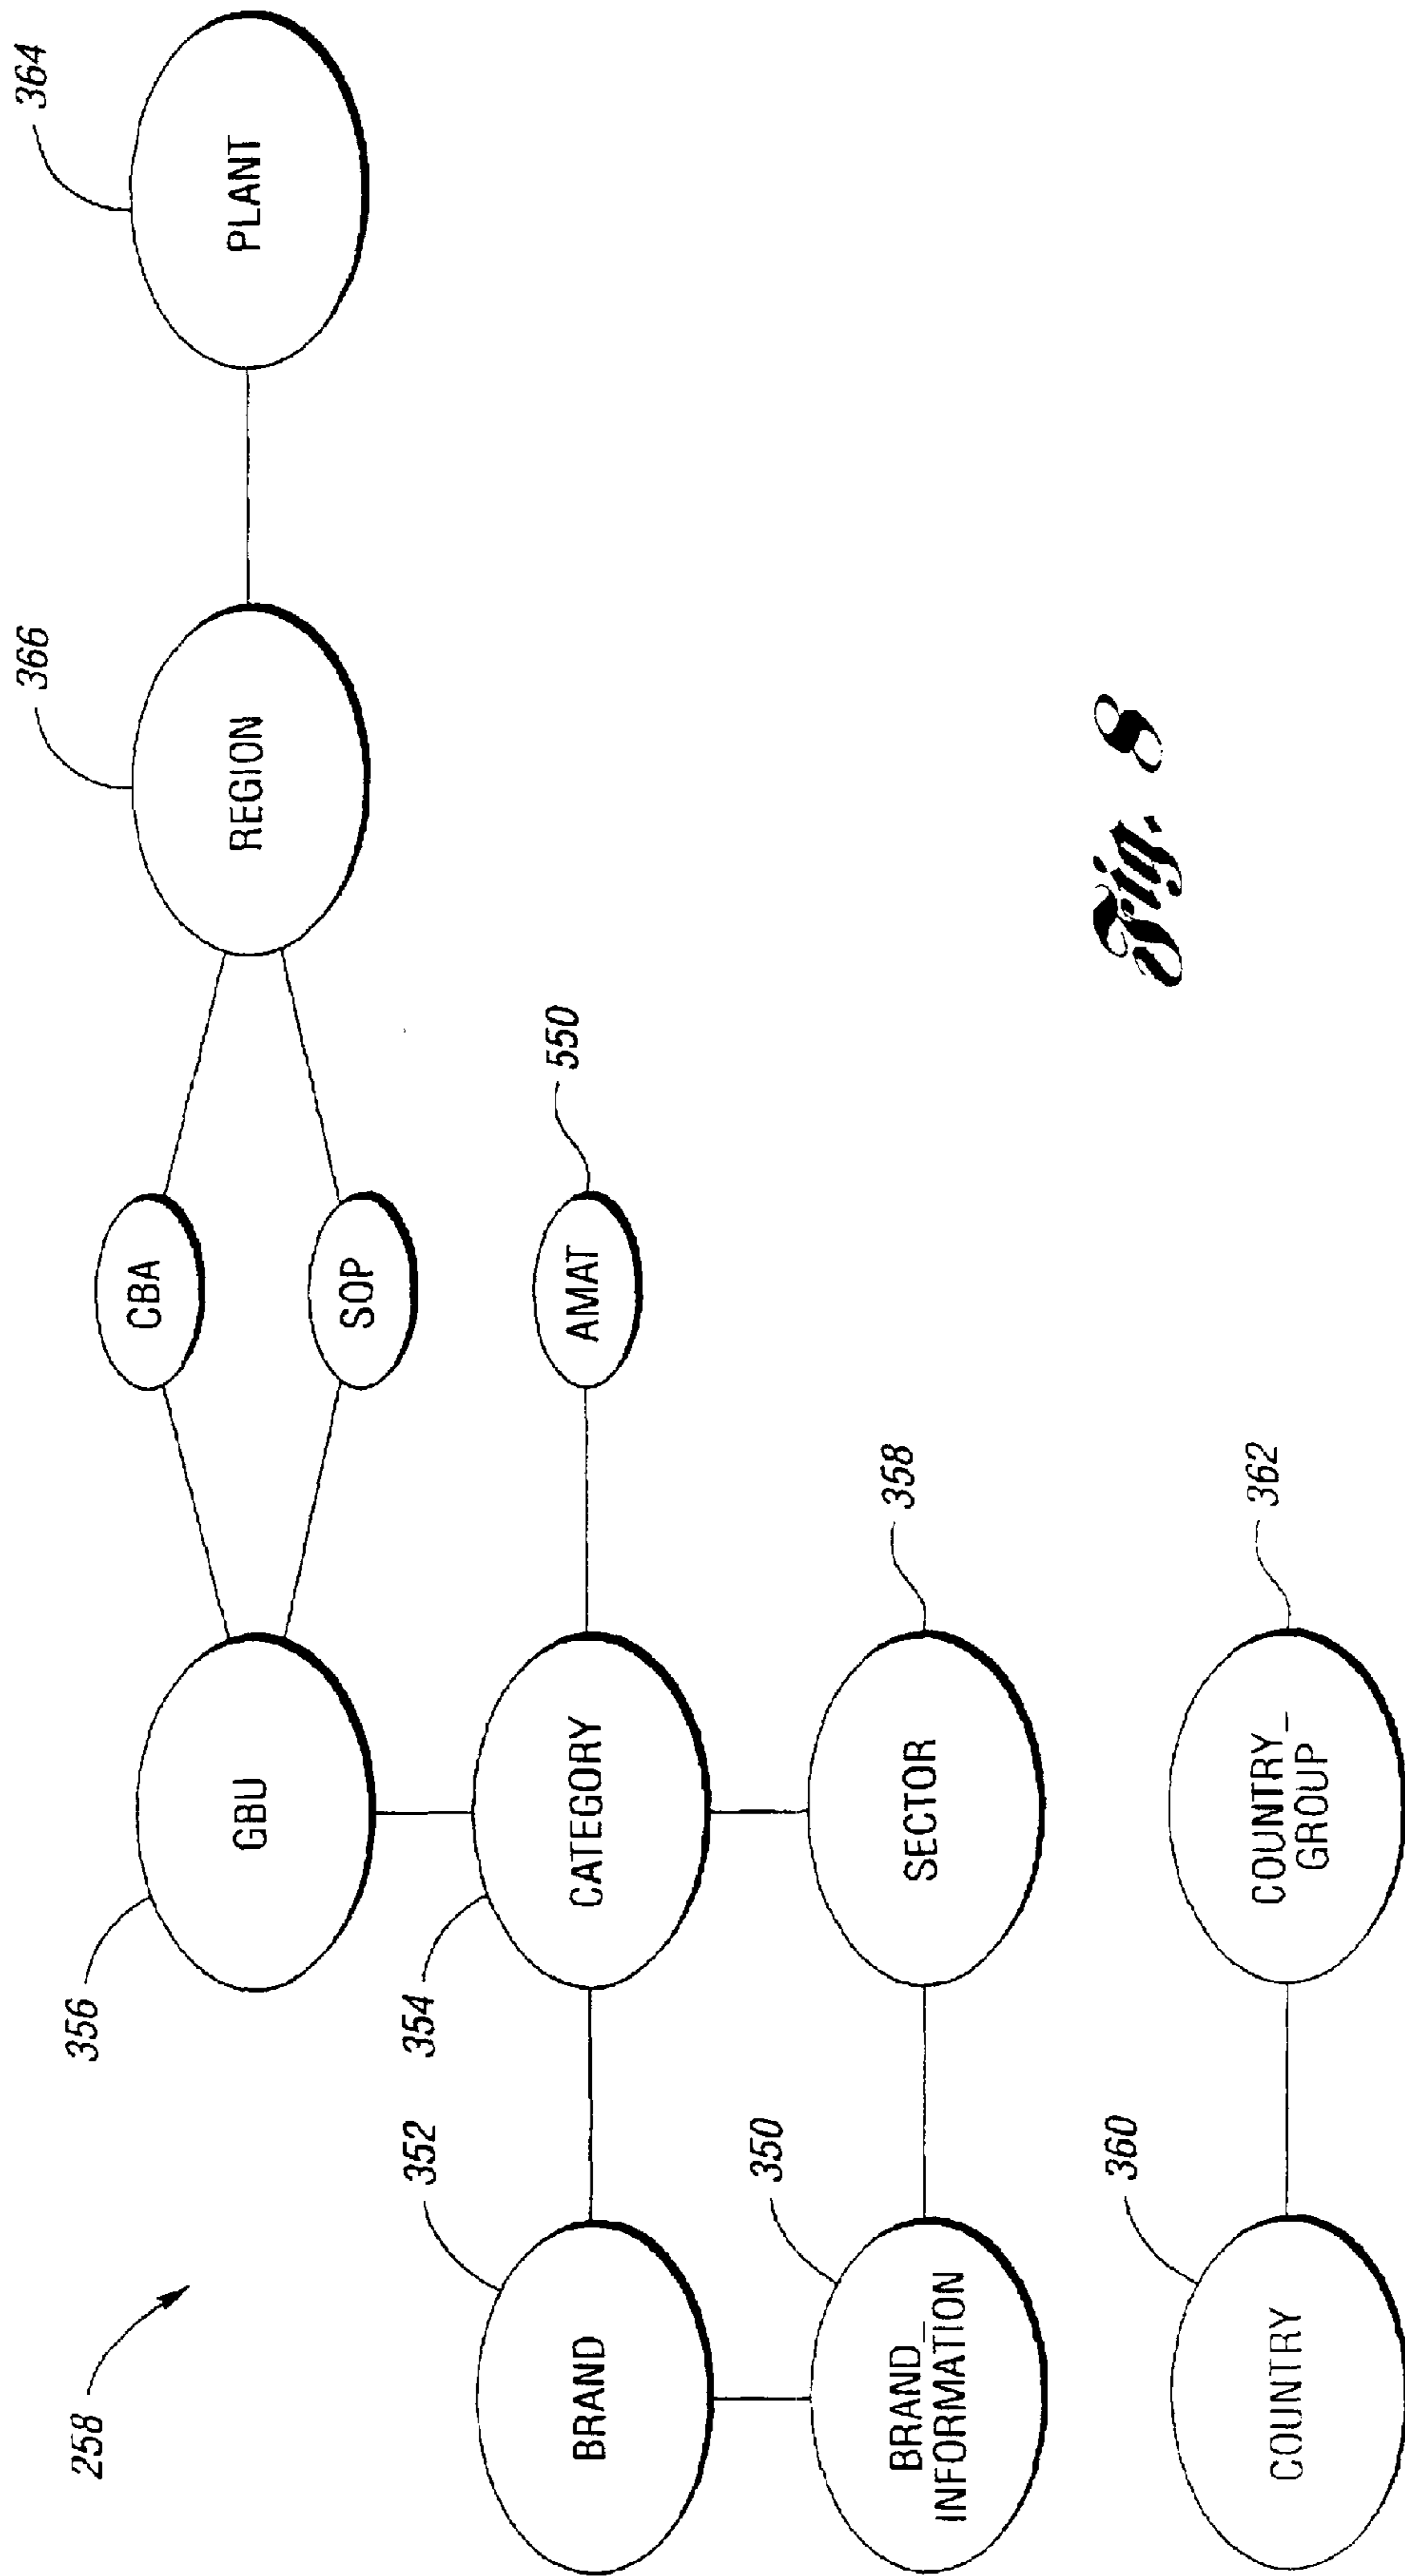 258
356
GBU
CBA
SOP
366
REGION
364
PLANT
352
BRAND
354
CATEGORY
AMAT
550
350
BRAND_
INFORMATION
SECTOR
358
360
COUNTRY
COUNTRY_
GROUP
362
Fig. 8